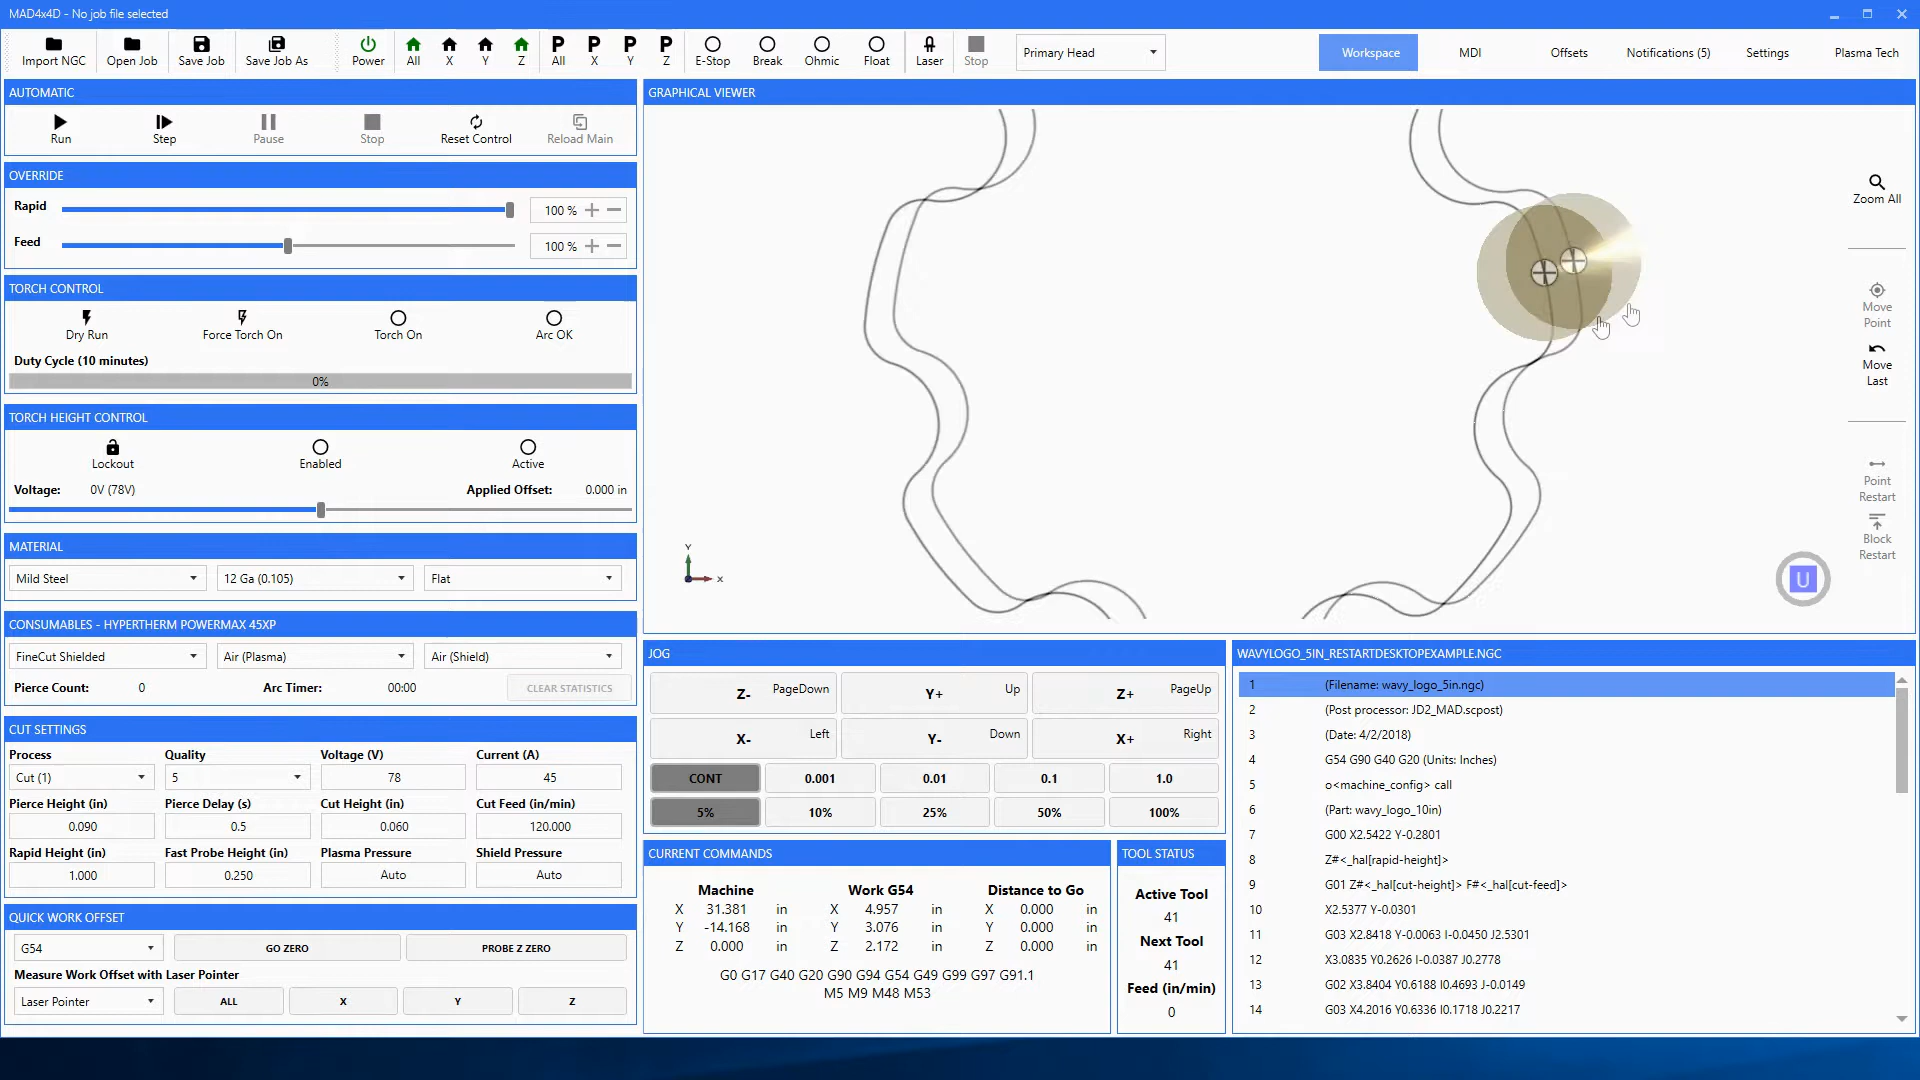 MAD4x4D - No job file selected
Import NGC
Open Job
Save Job
Save Job As
Power
All
X
Y
Z
P All
P X
P Y
P Z
E-Stop
Break
Ohmic
Float
Laser
Stop
Primary Head
Workspace
MDI
Offsets
Notifications (5)
Settings
Plasma Tech
AUTOMATIC
Run
Step
Pause
Stop
Reset Control
Reload Main
OVERRIDE
Rapid
100 %
Feed
100 %
TORCH CONTROL
Dry Run
Force Torch On
Torch On
Arc OK
Duty Cycle (10 minutes)
0%
TORCH HEIGHT CONTROL
Lockout
Enabled
Active
Voltage: 0V (78V)
Applied Offset: 0.000 in
MATERIAL
Mild Steel
12 Ga (0.105)
Flat
CONSUMABLES - HYPERTHERM POWERMAX 45XP
FineCut Shielded
Air (Plasma)
Air (Shield)
Pierce Count: 0
Arc Timer: 00:00
CLEAR STATISTICS
CUT SETTINGS
Process Quality Voltage (V) Current (A)
Cut (1) 5 78 45
Pierce Height (in) Pierce Delay (s) Cut Height (in) Cut Feed (in/min)
0.090 0.5 0.060 120.000
Rapid Height (in) Fast Probe Height (in) Plasma Pressure Shield Pressure
1.000 0.250 Auto Auto
QUICK WORK OFFSET
G54 GO ZERO PROBE Z ZERO
Measure Work Offset with Laser Pointer
Laser Pointer ALL X Y Z
GRAPHICAL VIEWER
Y
X
Zoom All
Move
Point
Move
Last
Point
Restart
Block
Restart
U
JOG
Z- PageDown Y+ Up Z+ PageUp
X- Left Y- Down X+ Right
CONT 0.001 0.01 0.1 1.0
5% 10% 25% 50% 100%
CURRENT COMMANDS
Machine Work G54 Distance to Go
X 31.381 in X 4.957 in X 0.000 in
Y -14.168 in Y 3.076 in Y 0.000 in
Z 0.000 in Z 2.172 in Z 0.000 in
G0 G17 G40 G20 G90 G94 G54 G49 G99 G97 G91.1
M5 M9 M48 M53
TOOL STATUS
Active Tool
41
Next Tool
41
Feed (in/min)
0
WAVYLOGO_5IN_RESTARTDESKTOPEXAMPLE.NGC
1 (Filename: wavy_logo_5in.ngc)
2 (Post processor: JD2_MAD.scpost)
3 (Date: 4/2/2018)
4 G54 G90 G40 G20 (Units: Inches)
5 o<machine_config> call
6 (Part: wavy_logo_10in)
7 G00 X2.5422 Y-0.2801
8 Z#<_hal[rapid-height]>
9 G01 Z#<_hal[cut-height]> F#<_hal[cut-feed]>
10 X2.5377 Y-0.0301
11 G03 X2.8418 Y-0.0063 I-0.0450 J2.5301
12 X3.0835 Y0.2626 I-0.0387 J0.2778
13 G02 X3.8404 Y0.6188 I0.4693 J-0.0149
14 G03 X4.2016 Y0.6336 I0.1718 J0.2217